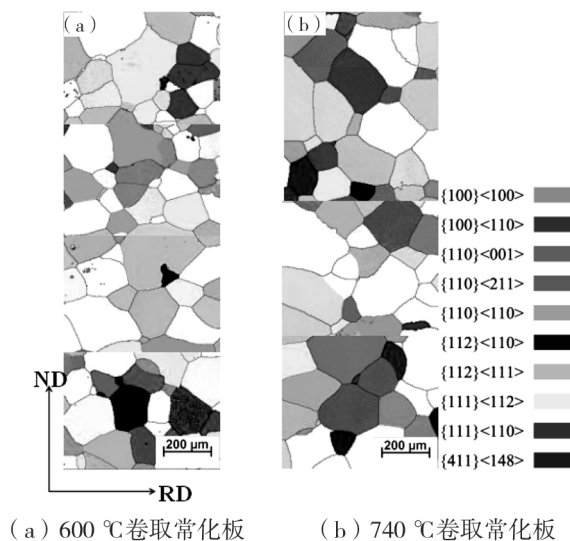 (a)
(b)
{100}<100>
{100}<110>
{110}<001>
{110}<211>
{110}<110>
{112}<110>
{112}<111>
{111}<112>
{111}<110>
{411}<148>
ND
200 μm
200 μm
RD
(a) 600 ℃卷取常化板
(b) 740 ℃卷取常化板